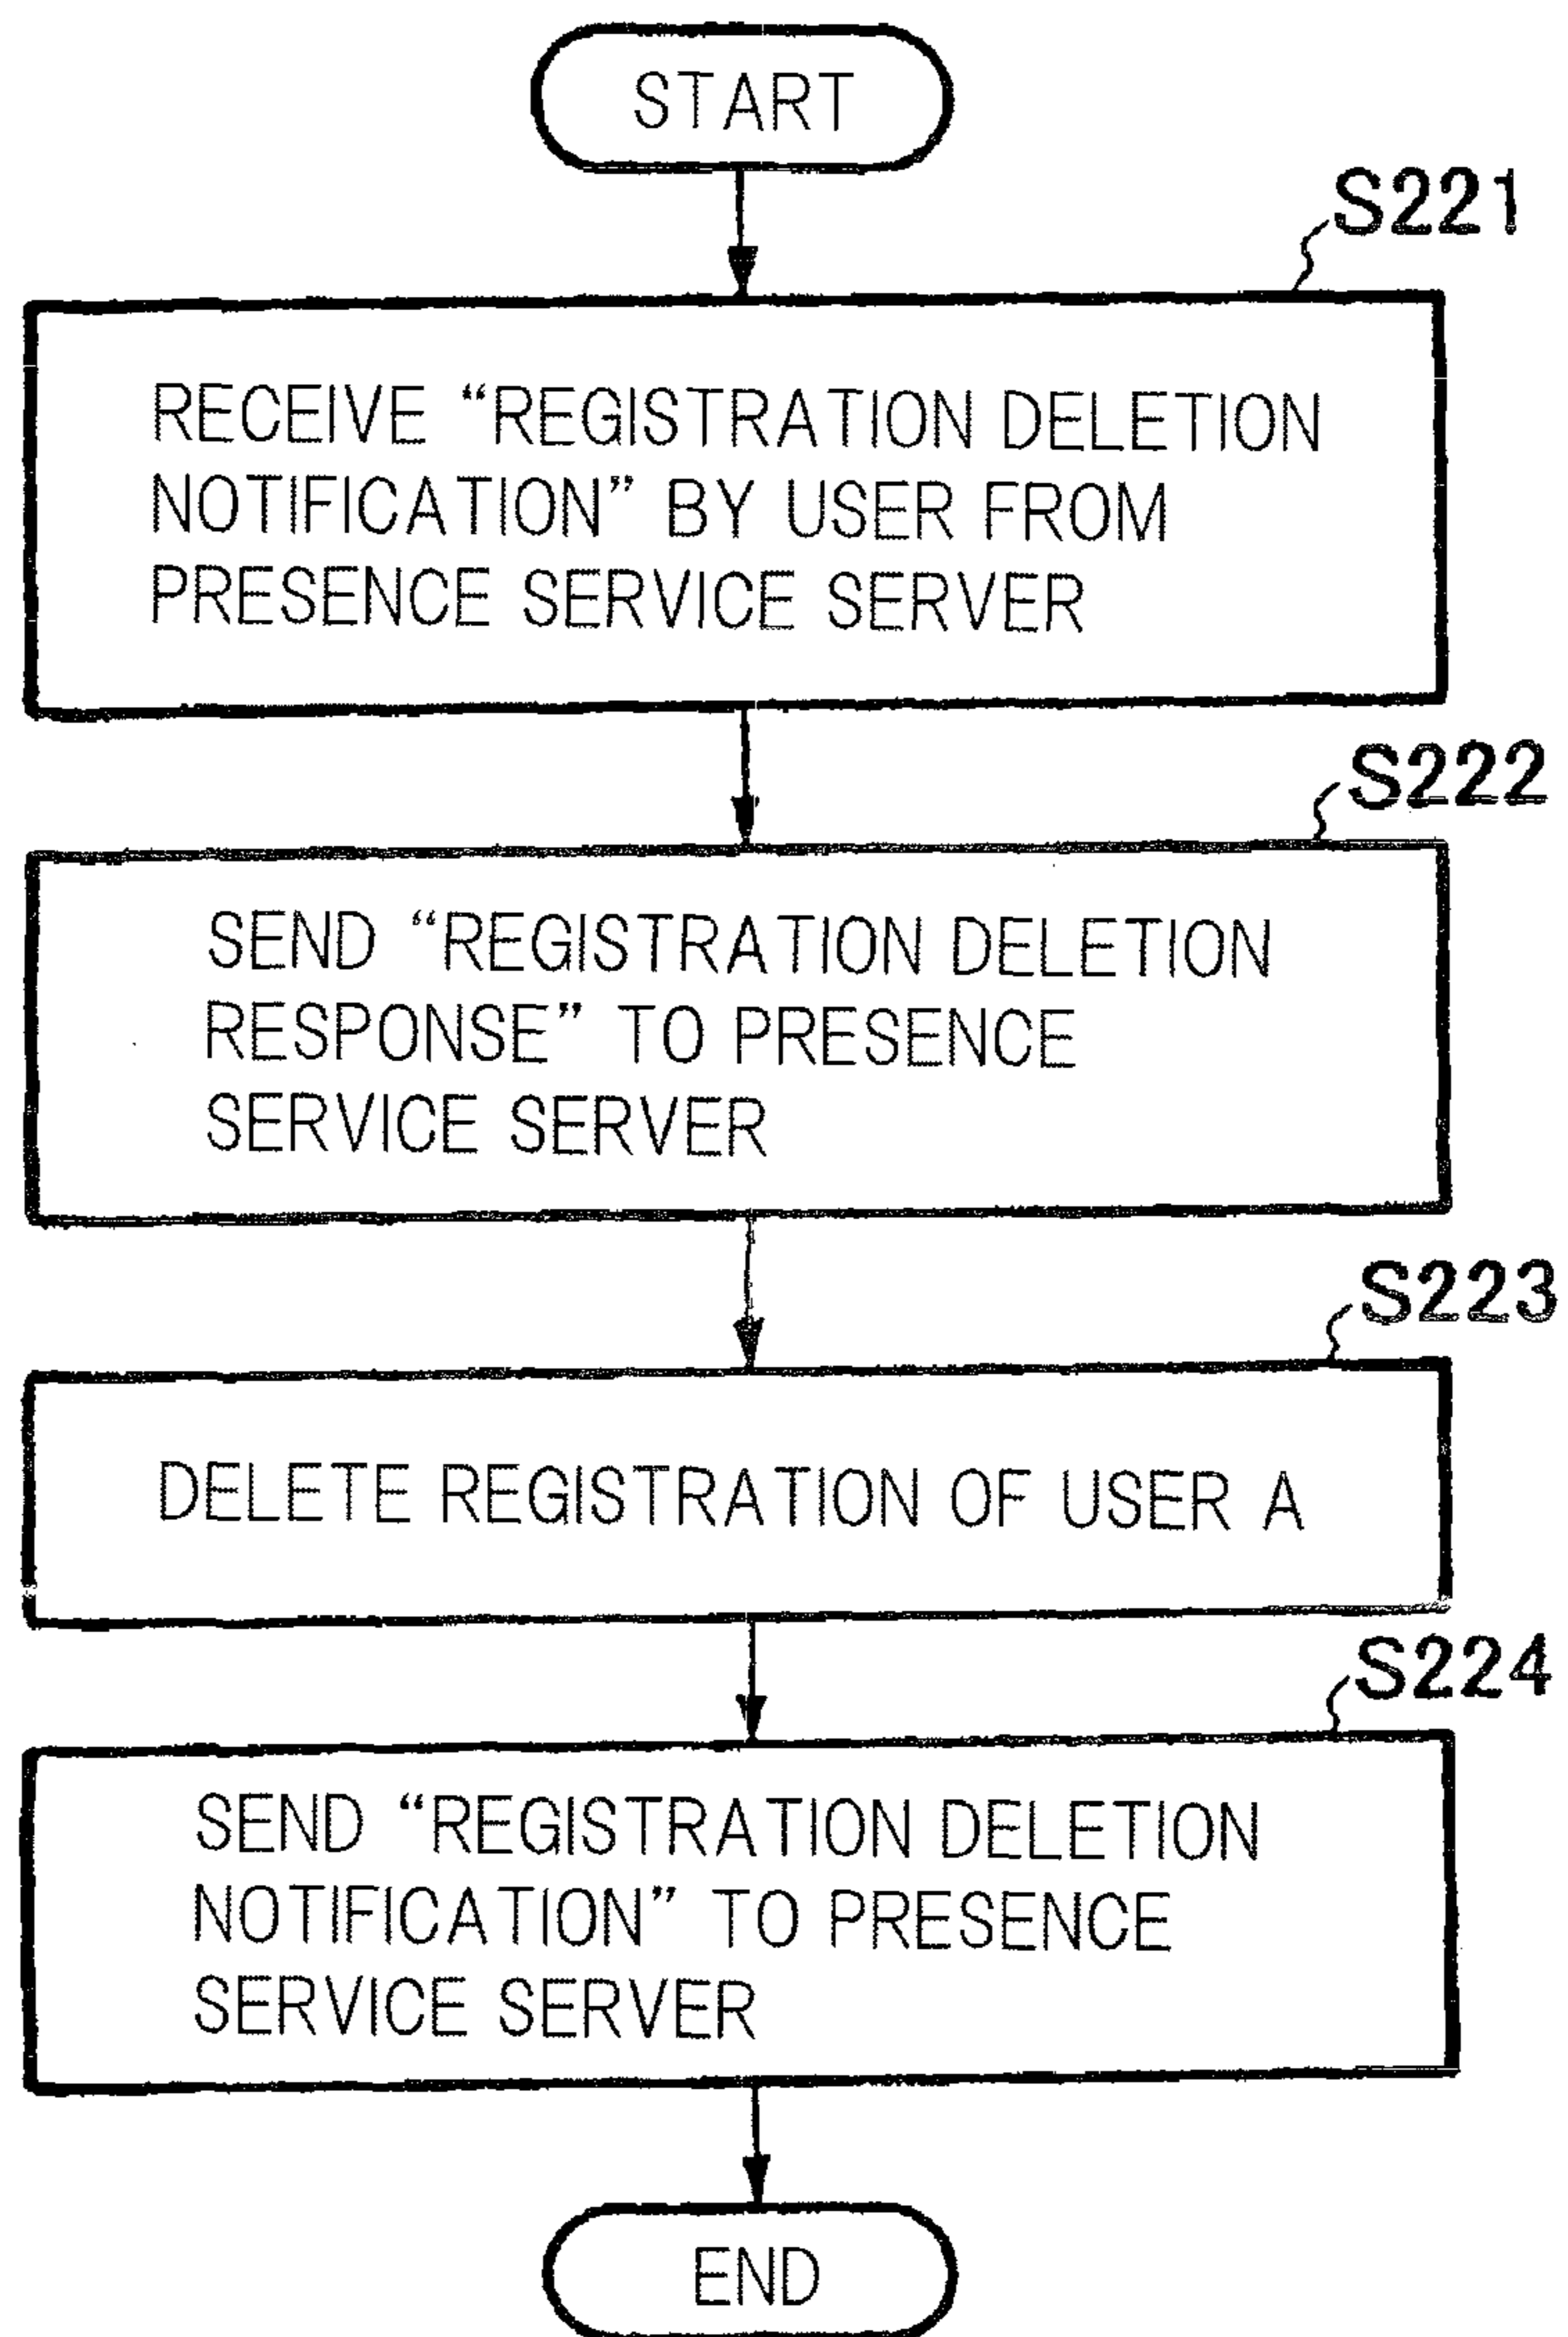 START
S221
RECEIVE “REGISTRATION DELETION
NOTIFICATION” BY USER FROM
PRESENCE SERVICE SERVER
S222
SEND “REGISTRATION DELETION
RESPONSE” TO PRESENCE
SERVICE SERVER
S223
DELETE REGISTRATION OF USER A
S224
SEND “REGISTRATION DELETION
NOTIFICATION” TO PRESENCE
SERVICE SERVER
END